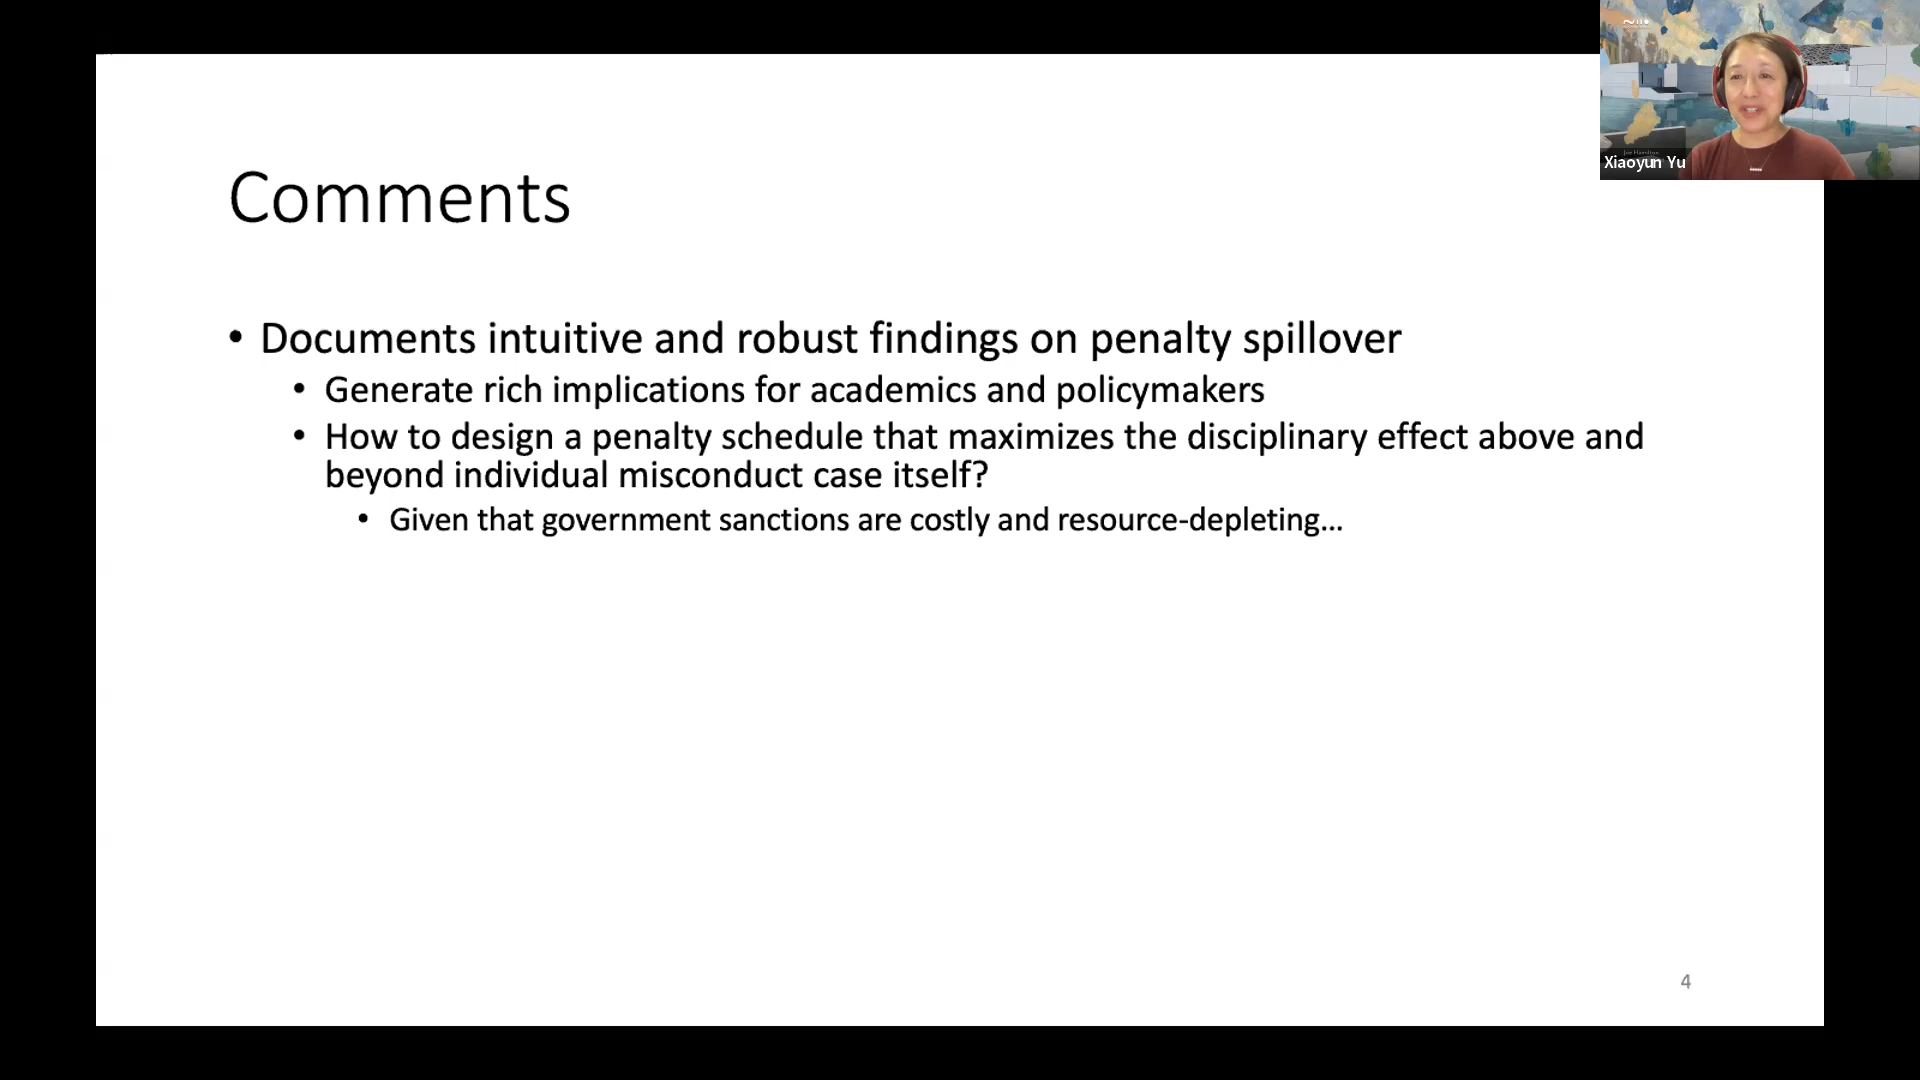 Xiaoyun Yu
Comments
• Documents intuitive and robust findings on penalty spillover
• Generate rich implications for academics and policymakers
• How to design a penalty schedule that maximizes the disciplinary effect above and
beyond individual misconduct case itself?
• Given that government sanctions are costly and resource-depleting...
4